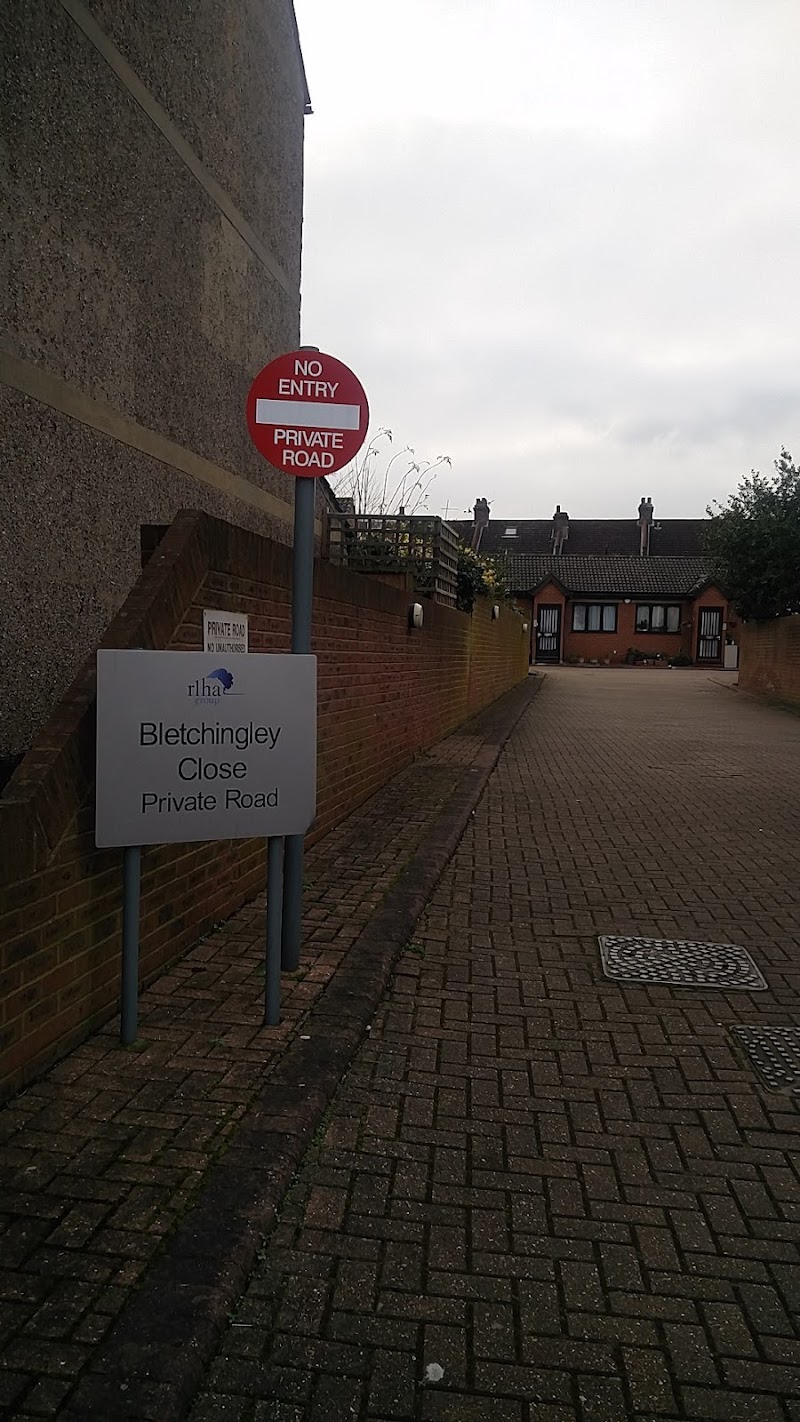 NO
ENTRY
PRIVATE
ROAD
PRIVATE ROAD
NO UNAUTHORISED
rlha
group
Bletchingley
Close
Private Road